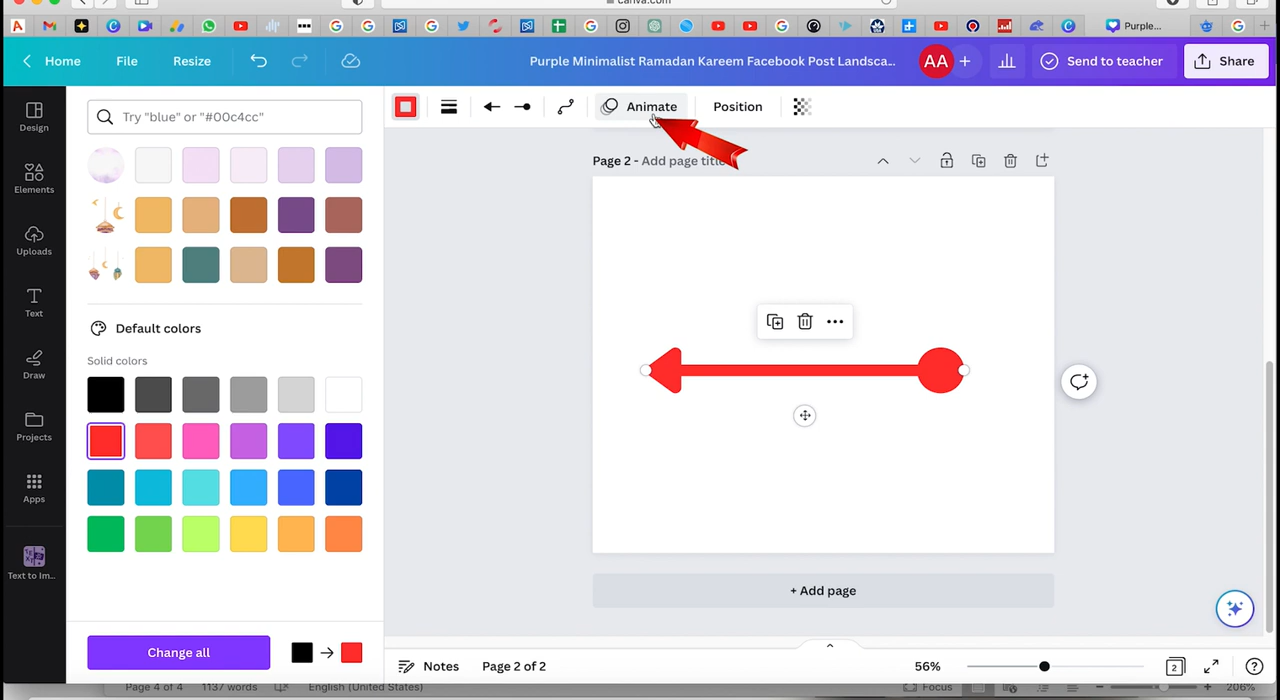 canva.com
Purple...
Home
File
Resize
Purple Minimalist Ramadan Kareem Facebook Post Landsca...
AA
Send to teacher
Share
Design
Elements
Uploads
Text
Draw
Projects
Apps
Text to Im...
Try "blue" or "#00c4cc"
Default colors
Solid colors
Change all
Animate
Position
Page 2 - Add page title
+ Add page
Notes
Page 2 of 2
56%
2
Page 4 of 4
1137 words
English (United States)
Focus
206%